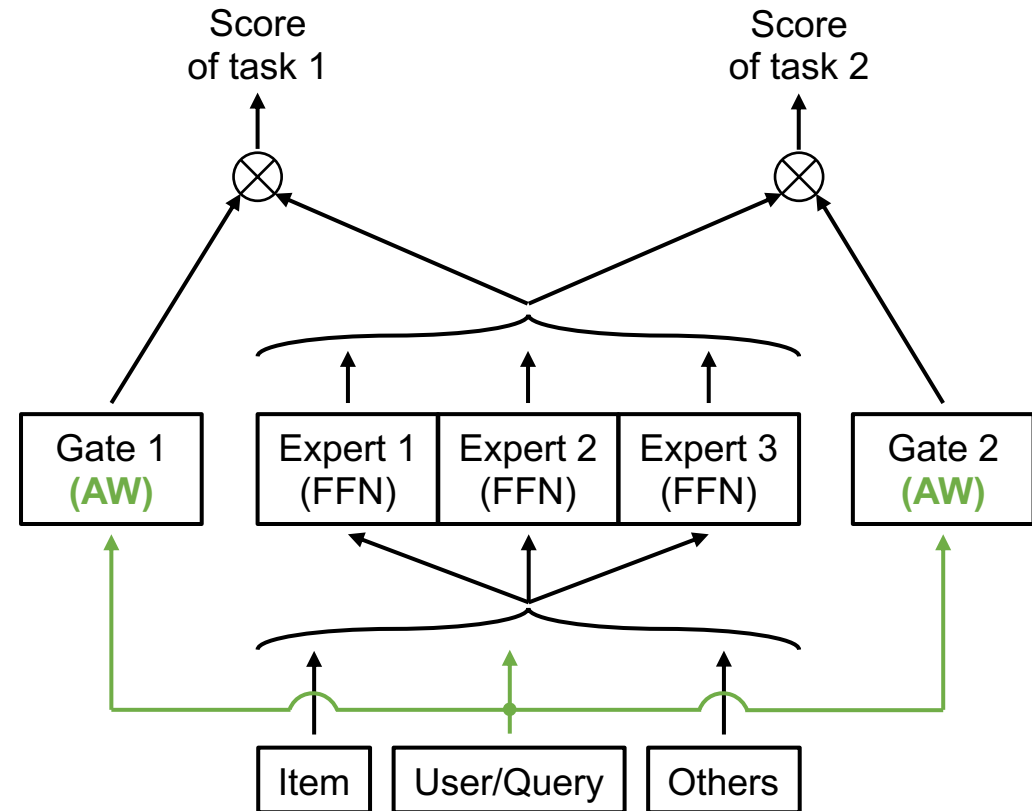 Score
of task 1
Score
of task 2
Gate 1
(AW)
Expert 1
(FFN)
Expert 2
(FFN)
Expert 3
(FFN)
Gate 2
(AW)
Item
User/Query
Others